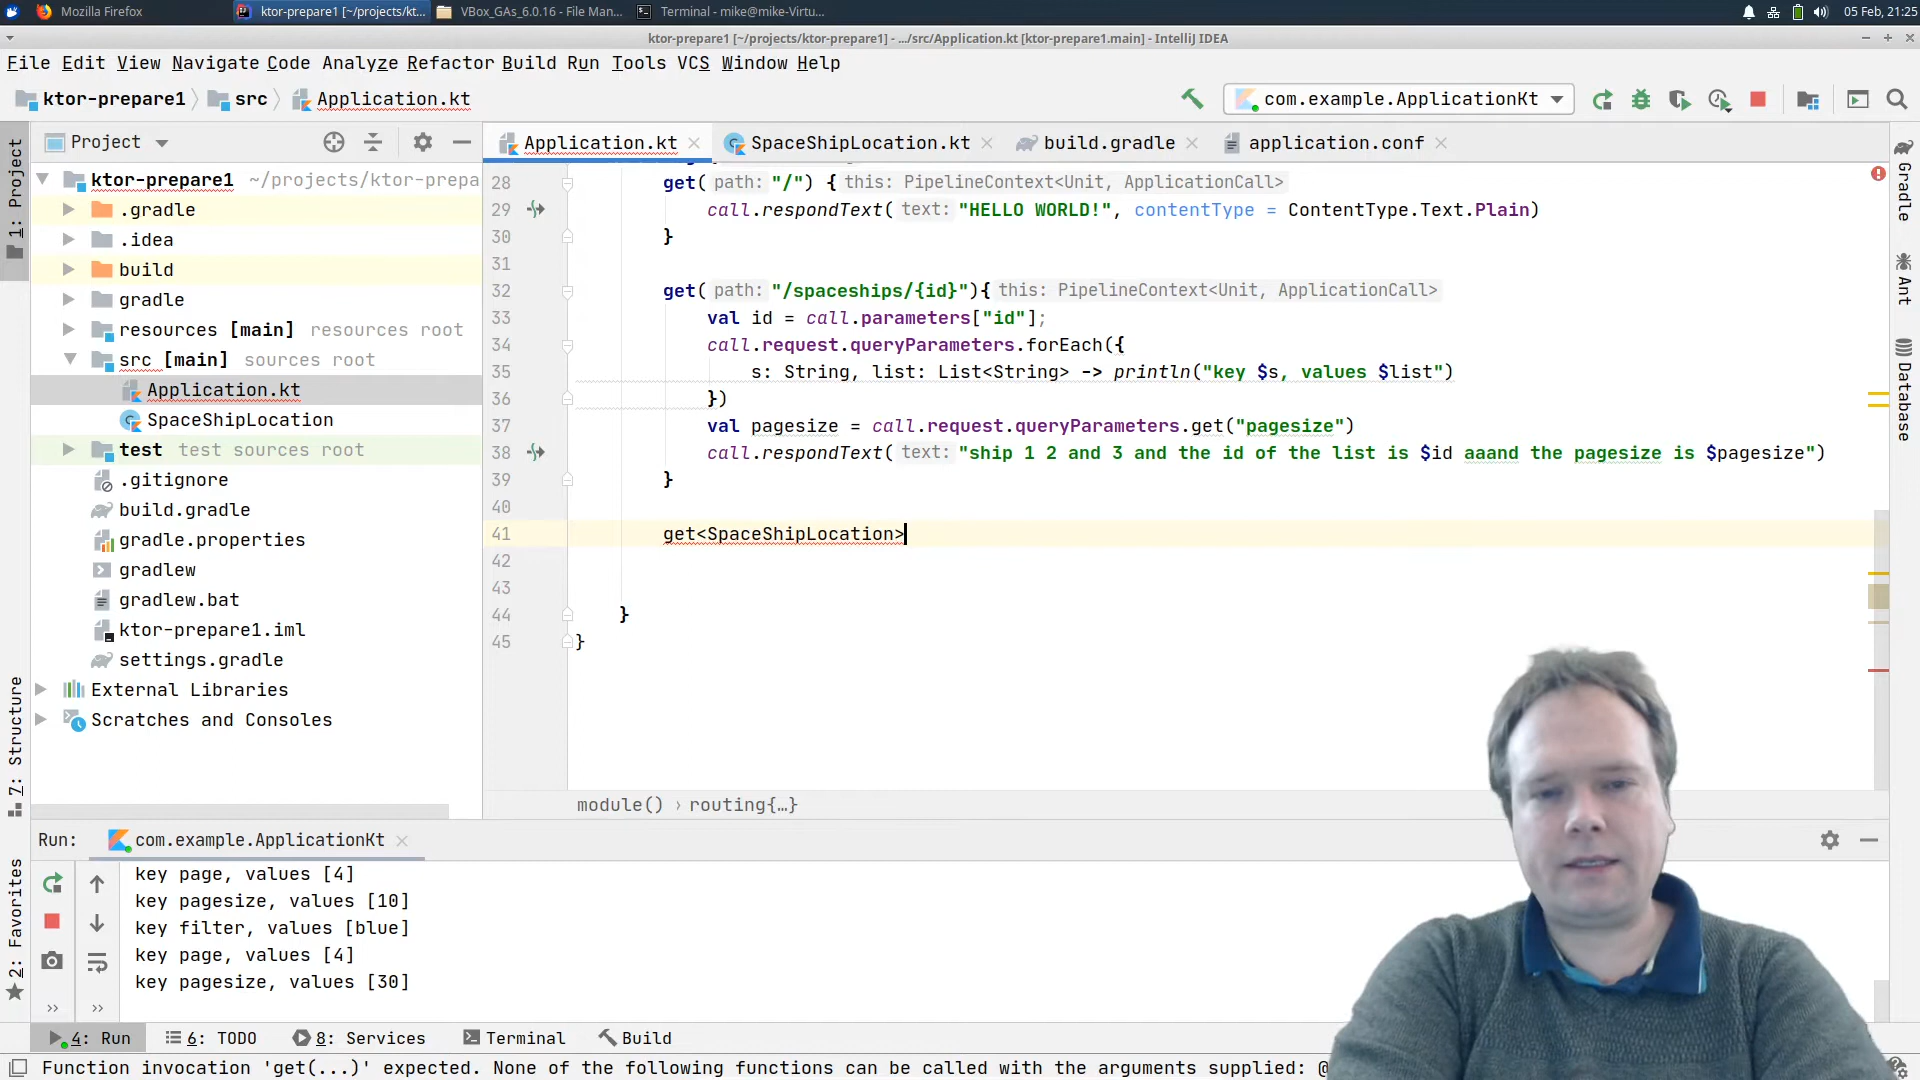 Mozilla Firefox
ktor-prepare1 [~/projects/kt...
VBox_GAs_6.0.16 - File Man...
Terminal - mike@mike-Virtu...
05 Feb, 21:25
ktor-prepare1 [~/projects/ktor-prepare1] - .../src/Application.kt [ktor-prepare1.main] - IntelliJ IDEA
File Edit View Navigate Code Analyze Refactor Build Run Tools VCS Window Help
ktor-prepare1 src Application.kt
com.example.ApplicationKt
Project
Application.kt
SpaceShipLocation.kt
build.gradle
application.conf
1: Project
7: Structure
2: Favorites
Gradle
Ant
Database
ktor-prepare1 ~/projects/ktor-prepa
.gradle
.idea
build
gradle
resources [main] resources root
src [main] sources root
Application.kt
SpaceShipLocation
test test sources root
.gitignore
build.gradle
gradle.properties
gradlew
gradlew.bat
ktor-prepare1.iml
settings.gradle
External Libraries
Scratches and Consoles
28 get( path: "/") { this: PipelineContext<Unit, ApplicationCall>
29 call.respondText( text: "HELLO WORLD!", contentType = ContentType.Text.Plain)
30 }
31
32 get( path: "/spaceships/{id}"){ this: PipelineContext<Unit, ApplicationCall>
33 val id = call.parameters["id"];
34 call.request.queryParameters.forEach({
35 s: String, list: List<String> -> println("key $s, values $list")
36 })
37 val pagesize = call.request.queryParameters.get("pagesize")
38 call.respondText( text: "ship 1 2 and 3 and the id of the list is $id aaand the pagesize is $pagesize")
39 }
40
41 get<SpaceShipLocation>
42
43
44 }
45 }
module() › routing{…}
Run: com.example.ApplicationKt
key page, values [4]
key pagesize, values [10]
key filter, values [blue]
key page, values [4]
key pagesize, values [30]
4: Run
6: TODO
8: Services
Terminal
Build
Function invocation 'get(...)' expected. None of the following functions can be called with the arguments supplied: @